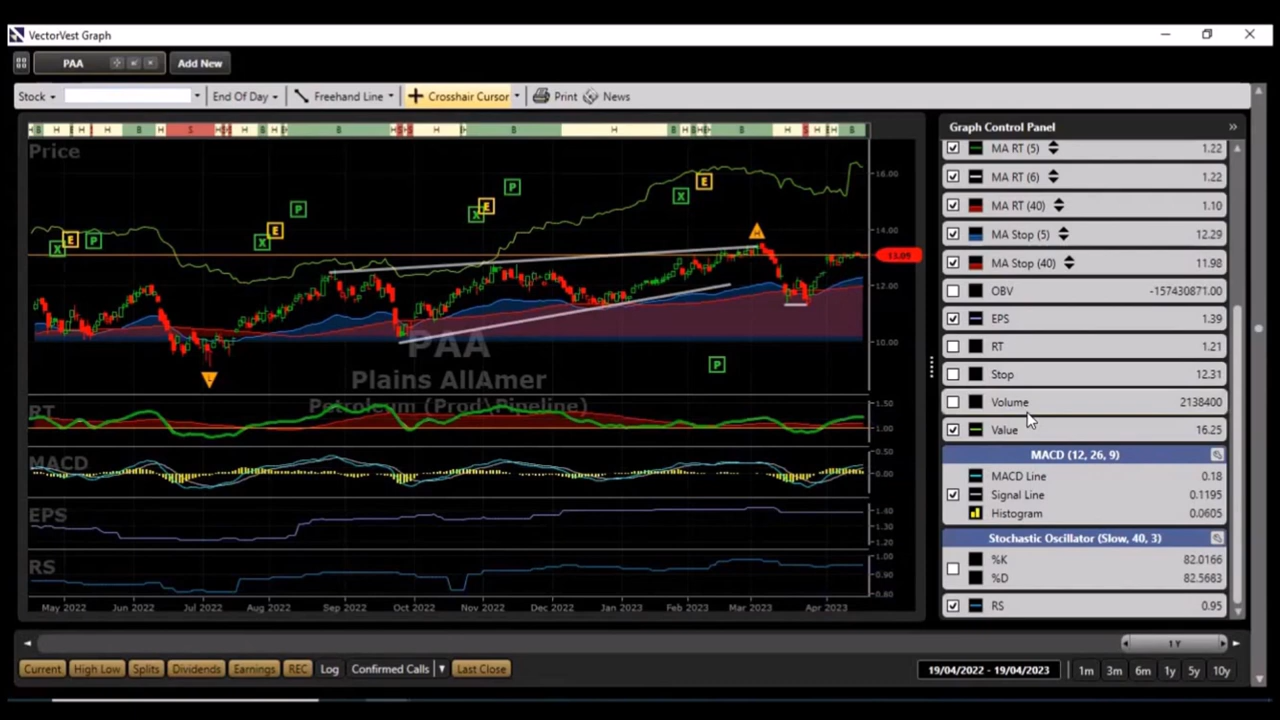 VectorVest Graph
PAA
Add New
Stock
End Of Day
Freehand Line
Crosshair Cursor
Print
News
H B H H B H S H H B H B H S S H B H B H B H B H S H H B
Price
X E P X E P X E P X E P
16.00
14.00
13.09
12.00
10.00
H
L
PAA
Plains AllAmer
Petroleum (Prod\Pipeline)
RT
1.50
1.00
MACD
0.50
0.00
EPS
1.40
1.30
1.20
RS
1.00
0.90
0.80
May 2022 Jun 2022 Jul 2022 Aug 2022 Sep 2022 Oct 2022 Nov 2022 Dec 2022 Jan 2023 Feb 2023 Mar 2023 Apr 2023
Graph Control Panel
MA RT (5) 1.22
MA RT (6) 1.22
MA RT (40) 1.10
MA Stop (5) 12.29
MA Stop (40) 11.98
OBV -157430871.00
EPS 1.39
RT 1.21
Stop 12.31
Volume 2138400
Value 16.25
MACD (12, 26, 9)
MACD Line 0.18
Signal Line 0.1195
Histogram 0.0605
Stochastic Oscillator (Slow, 40, 3)
%K 82.0166
%D 82.5683
RS 0.95
1Y
Current High Low Splits Dividends Earnings REC Log Confirmed Calls Last Close
19/04/2022 - 19/04/2023 1m 3m 6m 1y 5y 10y